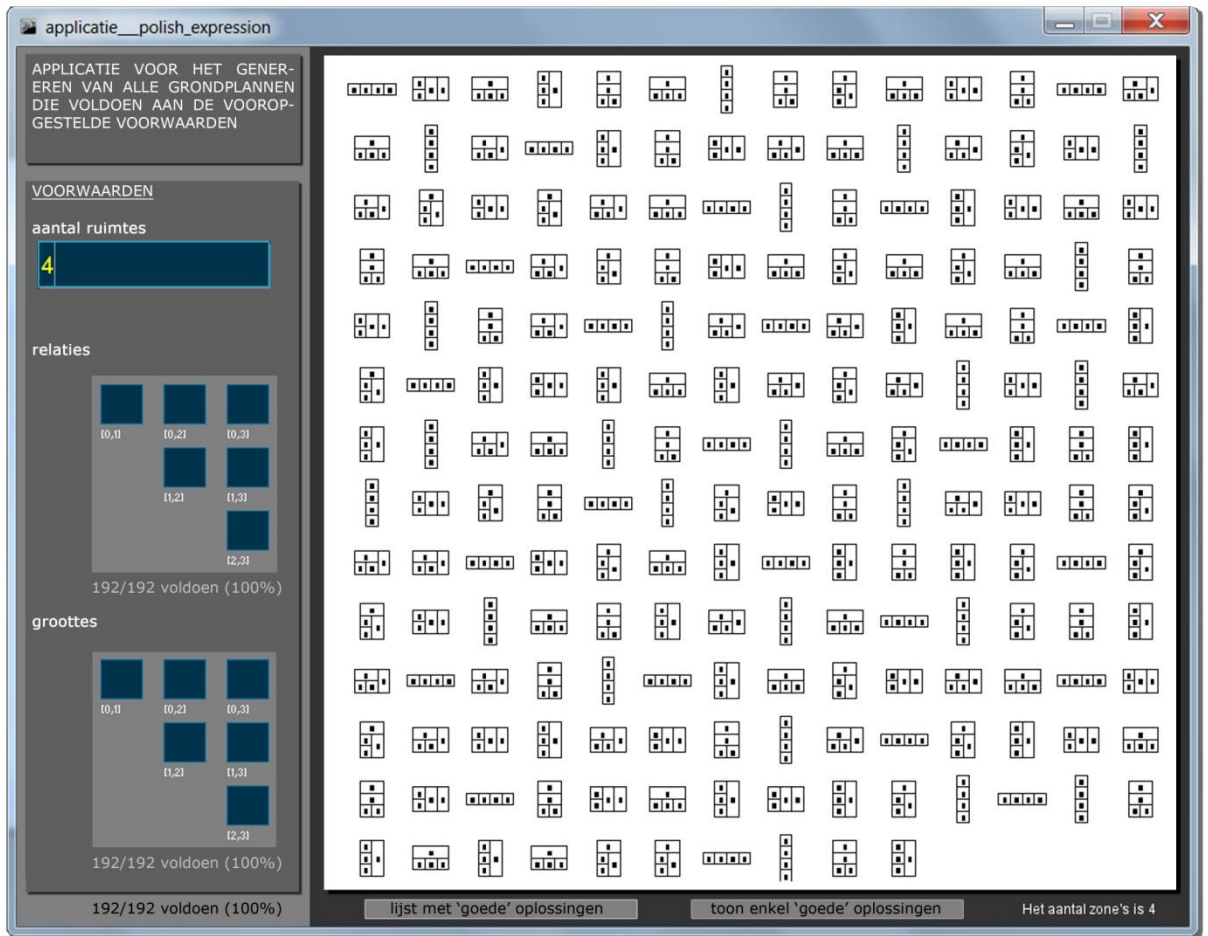 applicatie__polish_expression
APPLICATIE VOOR HET GENER-
EREN VAN ALLE GRONDPLANNEN
DIE VOLDOEN AAN DE VOOROP-
GESTELDE VOORWAARDEN
VOORWAARDEN
aantal ruimtes
4
relaties
[0,1] [0,2] [0,3]
[1,2] [1,3]
[2,3]
192/192 voldoen (100%)
groottes
[0,1] [0,2] [0,3]
[1,2] [1,3]
[2,3]
192/192 voldoen (100%)
192/192 voldoen (100%)
lijst met 'goede' oplossingen
toon enkel 'goede' oplossingen
Het aantal zone's is 4